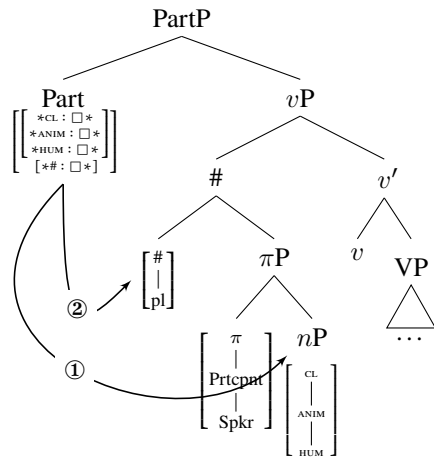 PartP
Part
vP
*CL: □*
*ANIM: □*
*HUM: □*
[*#: □*]
#
v′
#
|
pl
πP
v
VP
②
...
π
Prtcpnt
Spkr
nP
①
CL
ANIM
HUM